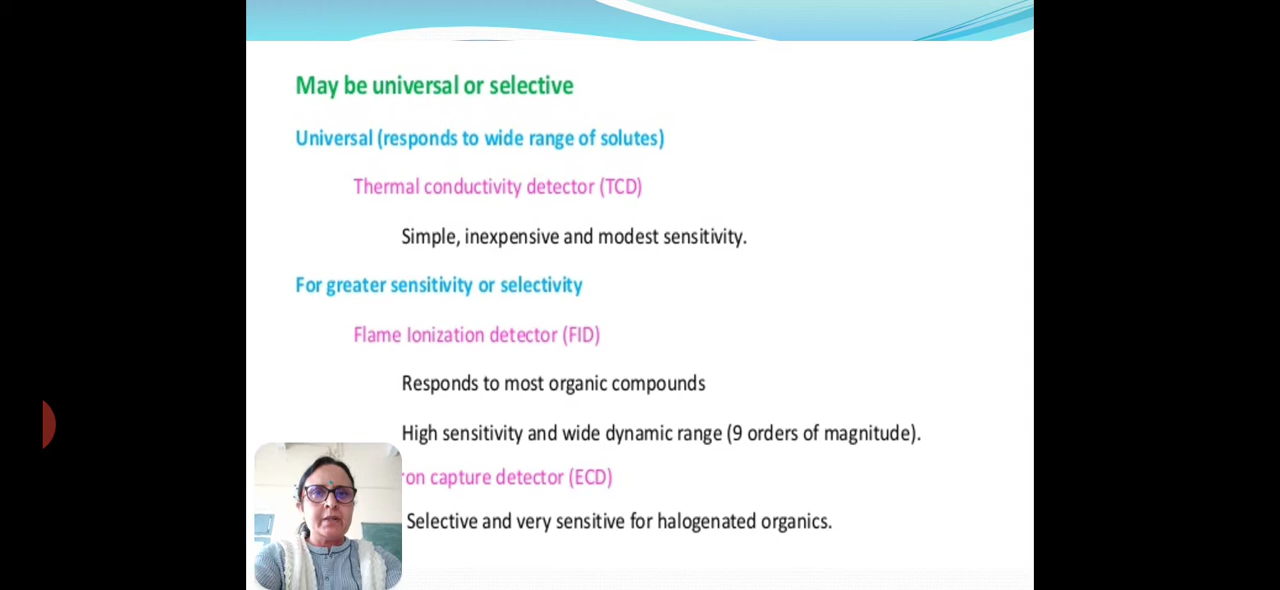 May be universal or selective
Universal (responds to wide range of solutes)
Thermal conductivity detector (TCD)
Simple, inexpensive and modest sensitivity.
For greater sensitivity or selectivity
Flame Ionization detector (FID)
Responds to most organic compounds
High sensitivity and wide dynamic range (9 orders of magnitude).
ron capture detector (ECD)
Selective and very sensitive for halogenated organics.